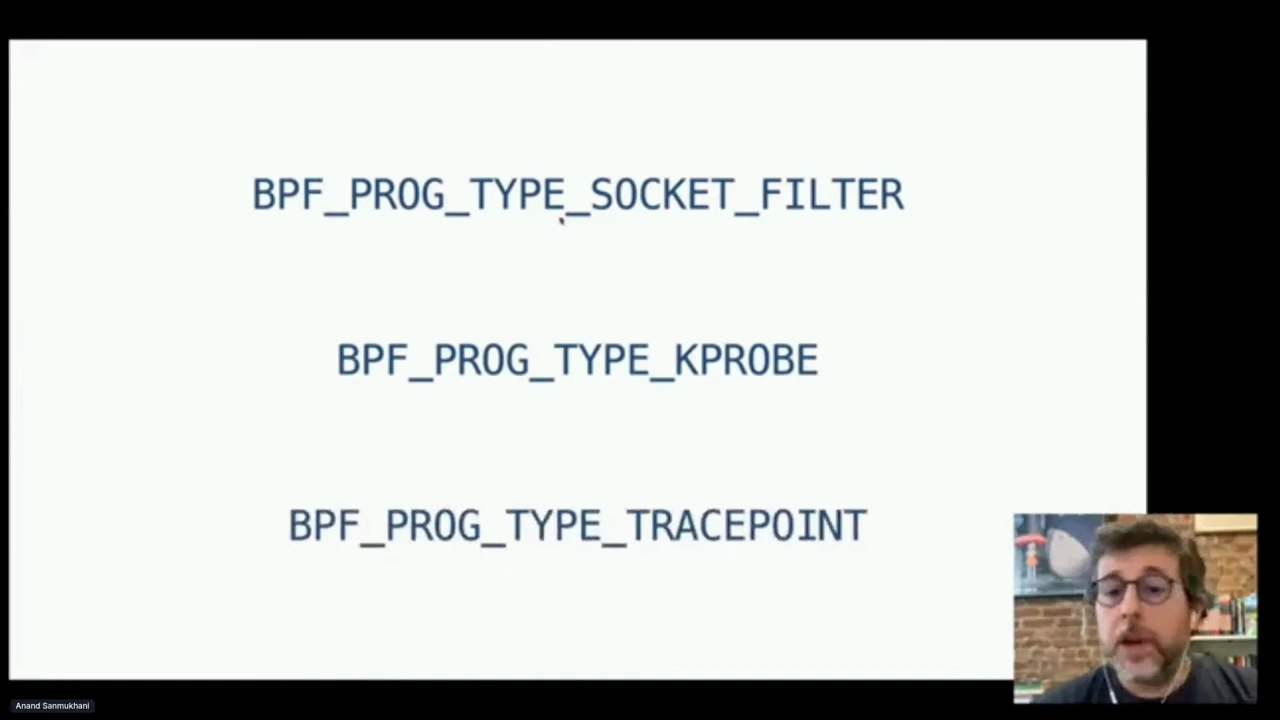 BPF_PROG_TYPE_SOCKET_FILTER
BPF_PROG_TYPE_KPROBE
BPF_PROG_TYPE_TRACEPOINT
Anand Sanmukhani